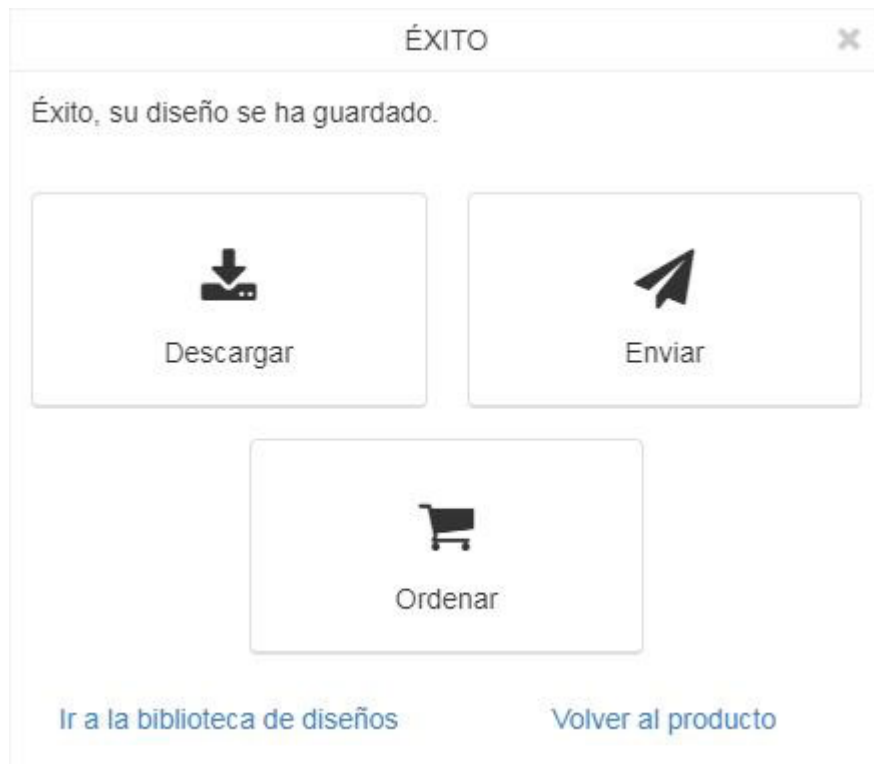 ÉXITO
Éxito, su diseño se ha guardado.
Descargar
Enviar
Ordenar
Ir a la biblioteca de diseños
Volver al producto